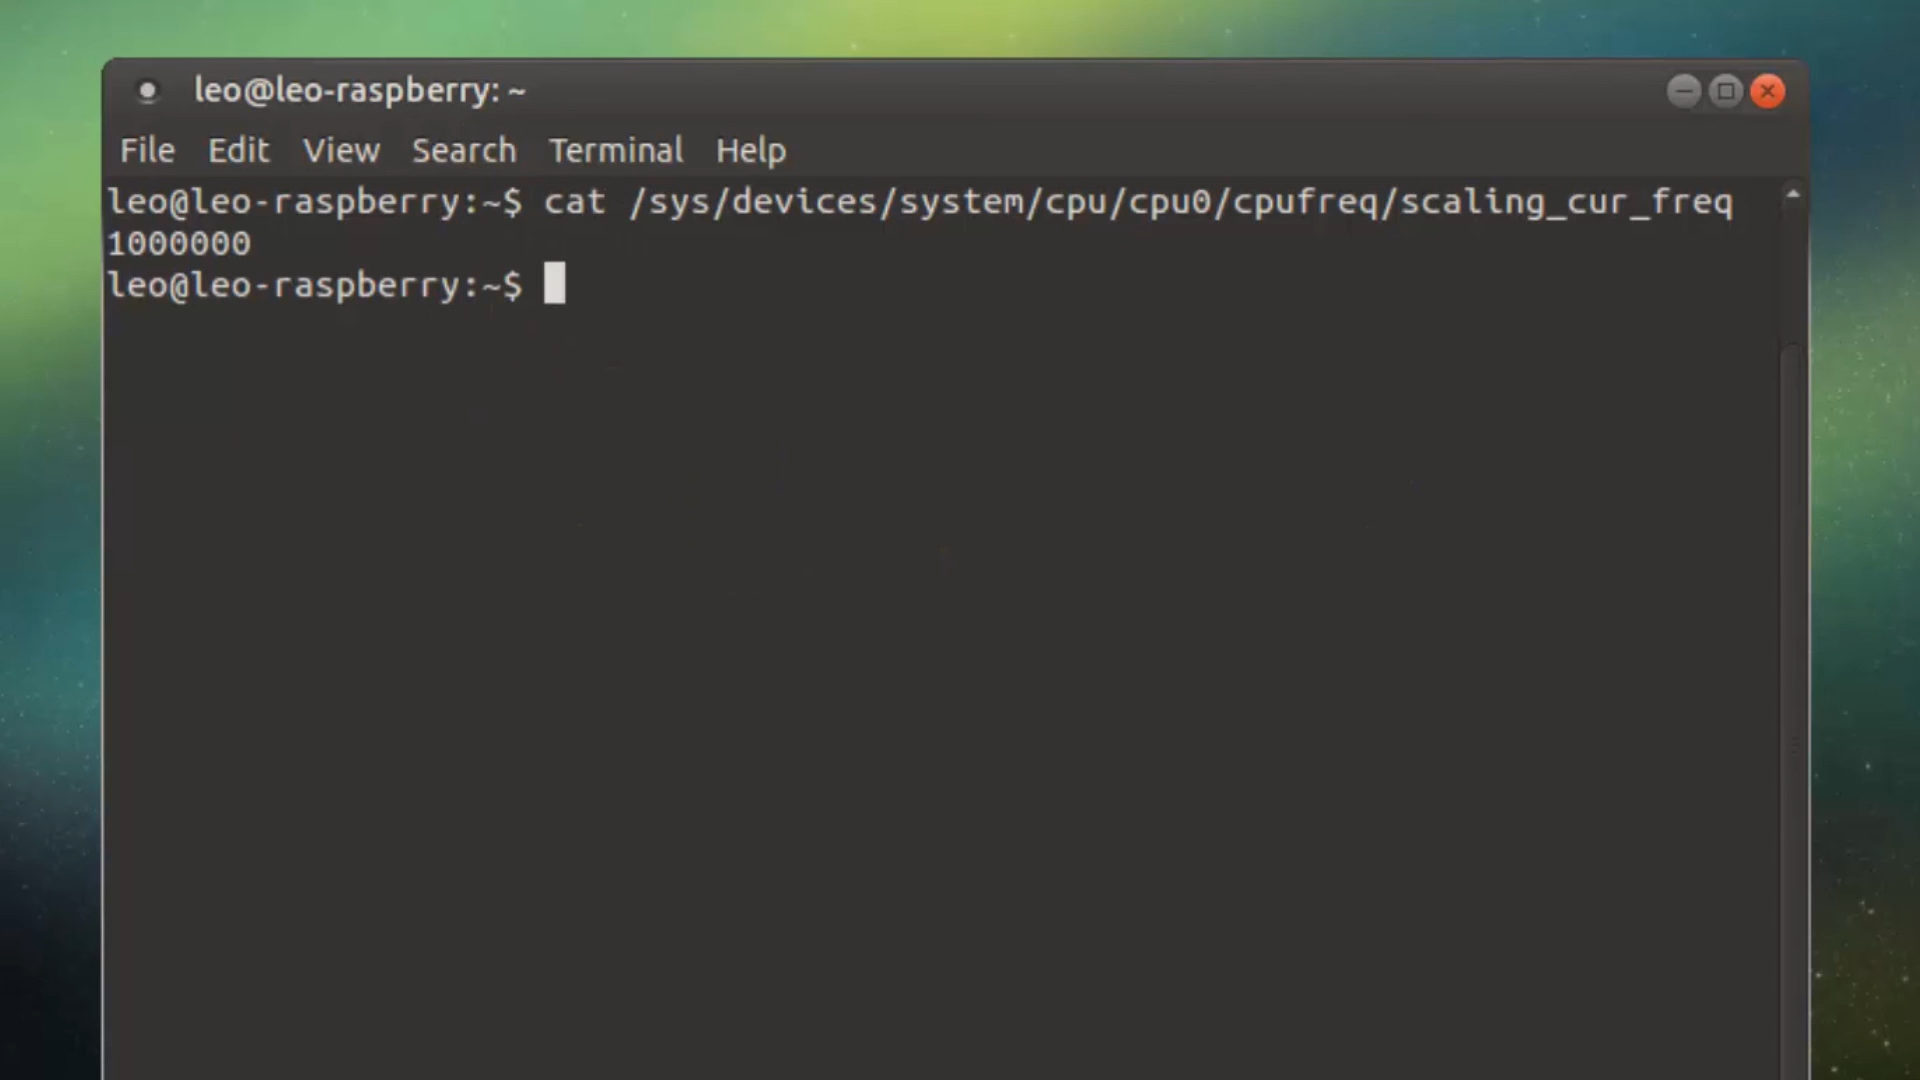 leo@leo-raspberry: ~
File Edit View Search Terminal Help
leo@leo-raspberry:~$ cat /sys/devices/system/cpu/cpu0/cpufreq/scaling_cur_freq
1000000
leo@leo-raspberry:~$